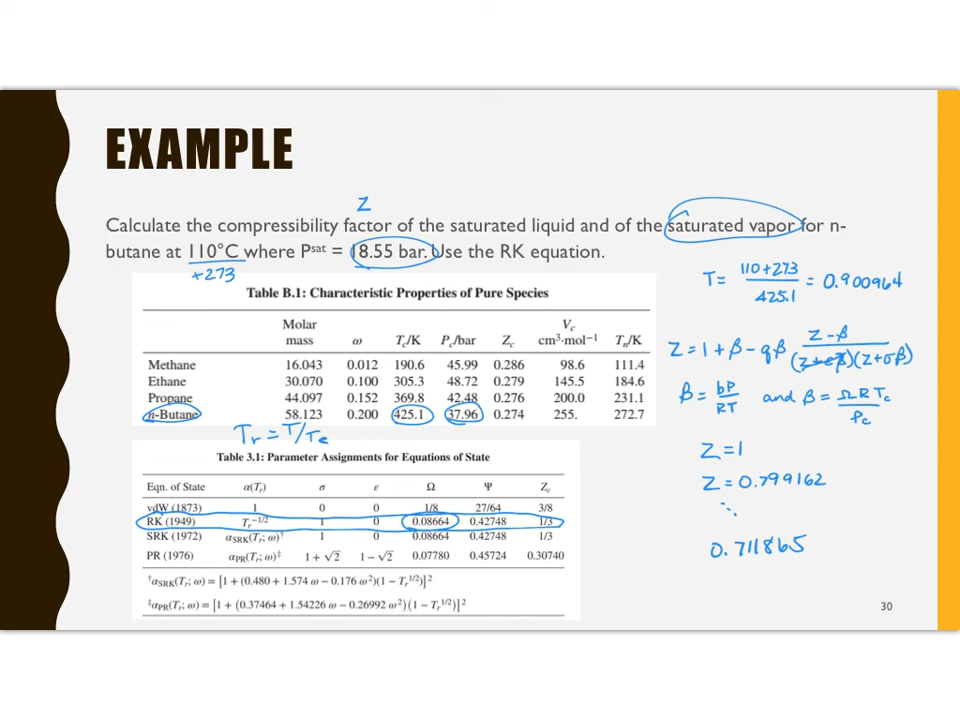 EXAMPLE
Z
Calculate the compressibility factor of the saturated liquid and of the saturated vapor for n-
butane at 110°C where Pˢᵃᵗ = 18.55 bar. Use the RK equation.
+273
T = (110+273)/425.1 = 0.900964
Table B.1: Characteristic Properties of Pure Species
Molar mass ω Tc/K Pc/bar Zc Vc cm³·mol⁻¹ Tn/K
Methane 16.043 0.012 190.6 45.99 0.286 98.6 111.4
Ethane 30.070 0.100 305.3 48.72 0.279 145.5 184.6
Propane 44.097 0.152 369.8 42.48 0.276 200.0 231.1
n-Butane 58.123 0.200 425.1 37.96 0.274 255. 272.7
Tr = T/Tc
Z = 1 + β - qβ (Z-β)/((Z+εβ)(Z+σβ))
β = bP/RT and β = ΩRTc/Pc
Z = 1
Z = 0.799162
⋱
0.711865
Table 3.1: Parameter Assignments for Equations of State
Eqn. of State α(Tr) σ ε Ω Ψ Zc
vdW (1873) 1 0 0 1/8 27/64 3/8
RK (1949) Tr^−1/2 1 0 0.08664 0.42748 1/3
SRK (1972) αSRK(Tr; ω)† 1 0 0.08664 0.42748 1/3
PR (1976) αPR(Tr; ω)‡ 1 + √2 1 − √2 0.07780 0.45724 0.30740
†αSRK(Tr; ω) = [1 + (0.480 + 1.574 ω − 0.176 ω²)(1 − Tr^1/2)]²
‡αPR(Tr; ω) = [1 + (0.37464 + 1.54226 ω − 0.26992 ω²)(1 − Tr^1/2)]²
30